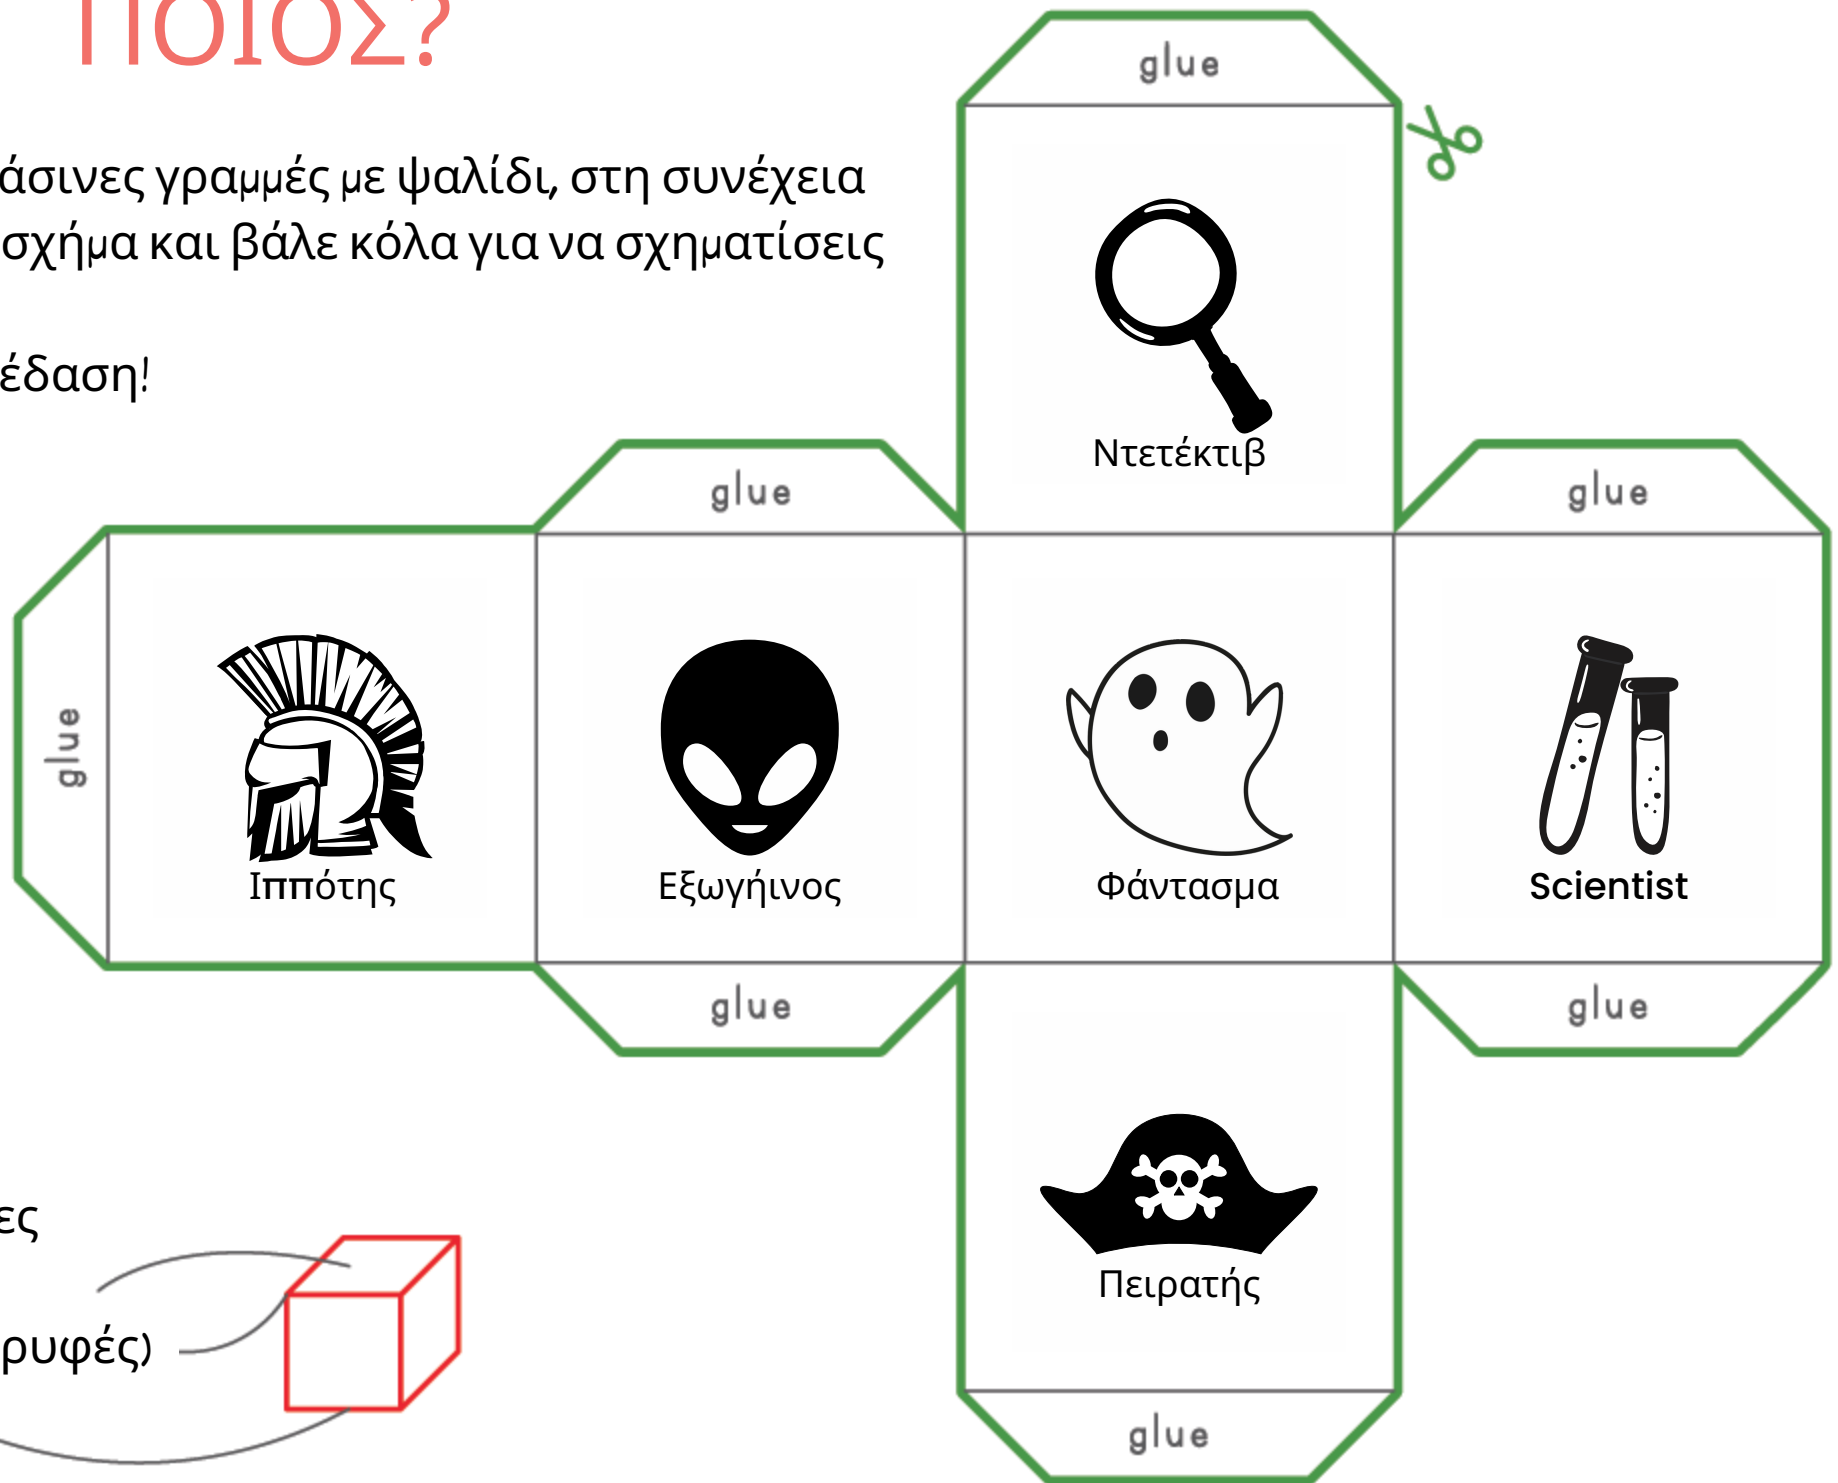 ΠΟΙΟΣ?
άσινες γραμμές με ψαλίδι, στη συνέχεια
σχήμα και βάλε κόλα για να σχηματίσεις
έδαση!
glue
Ντετέκτιβ
glue
glue
glue
Ιππότης
Εξωγήινος
Φάντασμα
Scientist
glue
glue
Πειρατής
glue
ες
ρυφές)